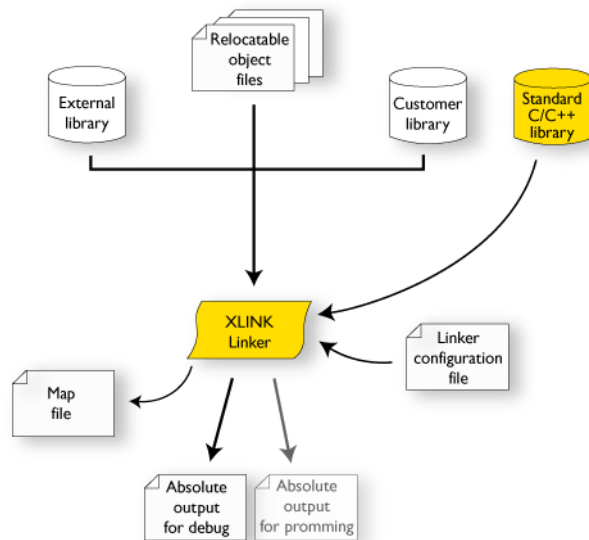 Relocatable
object
files
External
library
Customer
library
Standard
C/C++
library
XLINK
Linker
Linker
configuration
file
Map
file
Absolute
output
for debug
Absolute
output
for promming